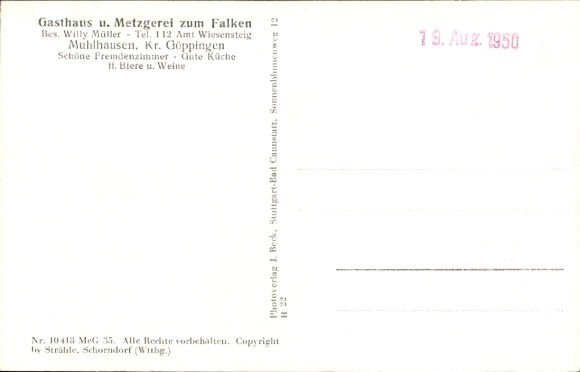 Gasthaus u. Metzgerei zum Falken
Bes. Willy Müller - Tel. 112 Amt Wiesensteig
Muhlhausen, Kr. Göppingen
Schöne Fremdenzimmer - Gute Küche
ff. Biere u. Weine
19. Aug. 1950
Photoverlag J. Beck, Stuttgart-Bad Cannstatt, Sonnenblumenweg 12
H 22
Nr. 10413 MeG 35. Alle Rechte vorbehalten. Copyright
by Strähle, Schorndorf (Wttbg.)